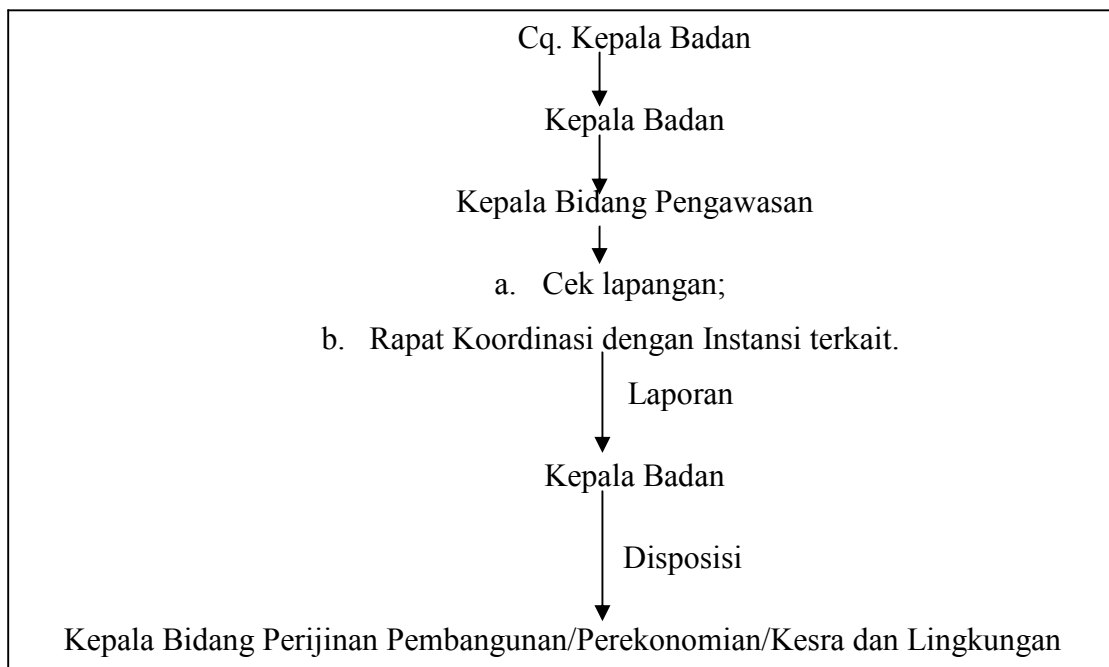 Cq. Kepala Badan
Kepala Badan
Kepala Bidang Pengawasan
a. Cek lapangan;
b. Rapat Koordinasi dengan Instansi terkait.
Laporan
Kepala Badan
Disposisi
Kepala Bidang Perijinan Pembangunan/Perekonomian/Kesra dan Lingkungan